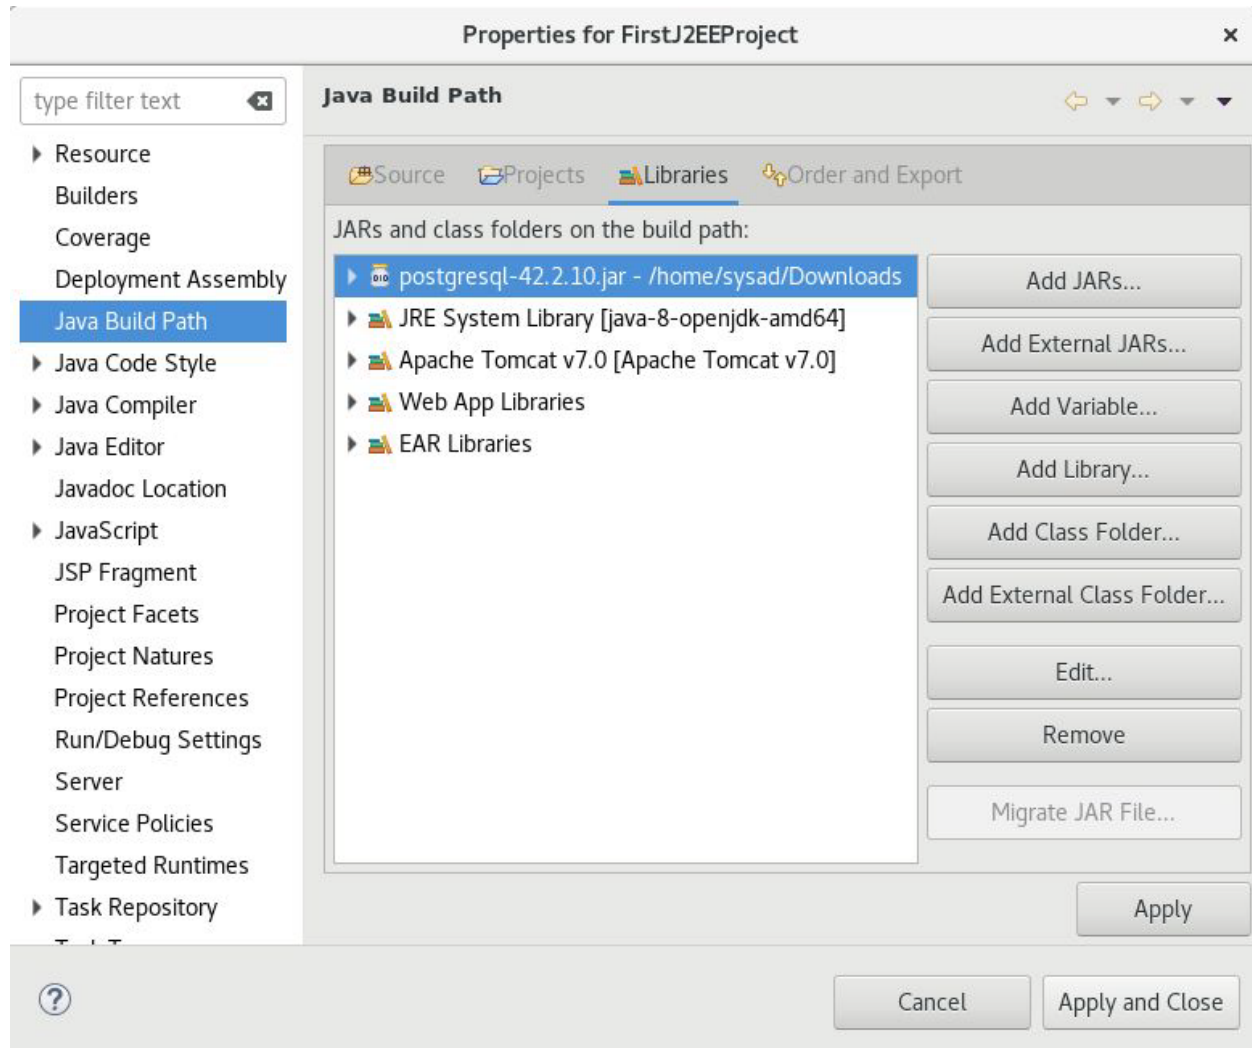 Properties for FirstJ2EEProject
type filter text
Resource
Builders
Coverage
Deployment Assembly
Java Build Path
Java Code Style
Java Compiler
Java Editor
Javadoc Location
JavaScript
JSP Fragment
Project Facets
Project Natures
Project References
Run/Debug Settings
Server
Service Policies
Targeted Runtimes
Task Repository
Java Build Path
Source Projects Libraries Order and Export
JARs and class folders on the build path:
postgresql-42.2.10.jar - /home/sysad/Downloads
JRE System Library [java-8-openjdk-amd64]
Apache Tomcat v7.0 [Apache Tomcat v7.0]
Web App Libraries
EAR Libraries
Add JARs...
Add External JARs...
Add Variable...
Add Library...
Add Class Folder...
Add External Class Folder...
Edit...
Remove
Migrate JAR File...
Apply
Cancel
Apply and Close